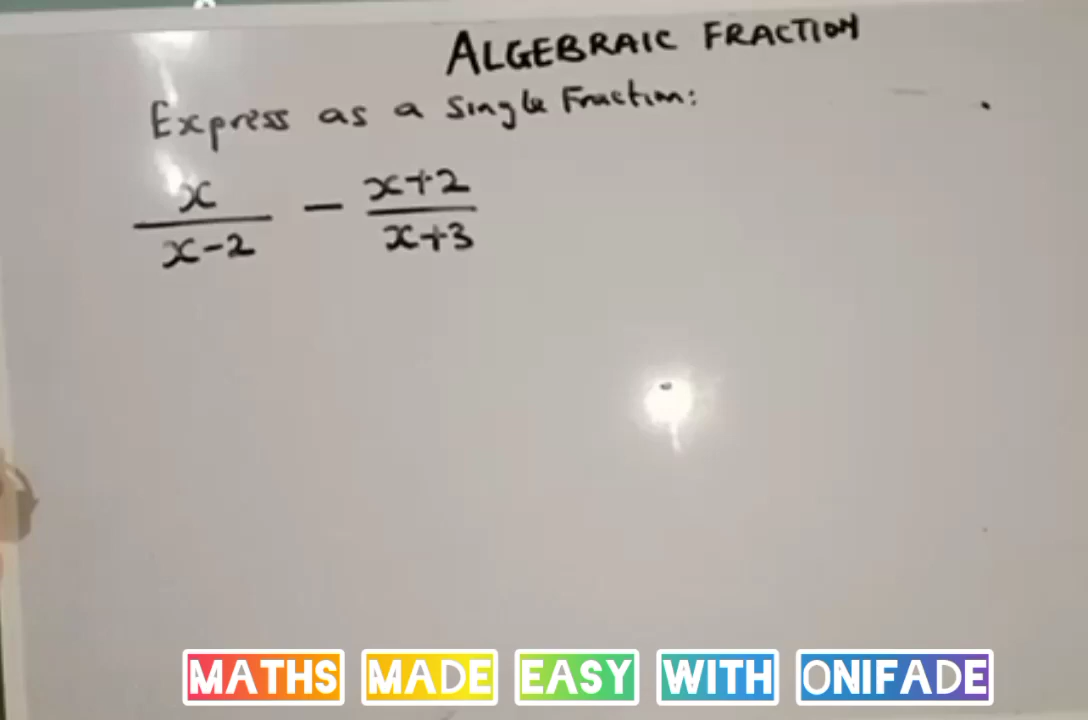 ALGEBRAIC FRACTION
Express as a Single Fraction:
x/x-2 - x+2/x+3
MATHS MADE EASY WITH ONIFADE